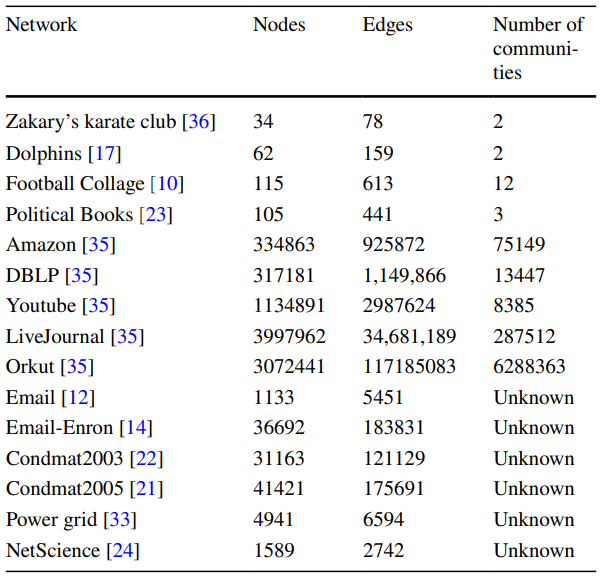 Network Nodes Edges Number of
communi-
ties
Zakary's karate club [36] 34 78 2
Dolphins [17] 62 159 2
Football Collage [10] 115 613 12
Political Books [23] 105 441 3
Amazon [35] 334863 925872 75149
DBLP [35] 317181 1,149,866 13447
Youtube [35] 1134891 2987624 8385
LiveJournal [35] 3997962 34,681,189 287512
Orkut [35] 3072441 117185083 6288363
Email [12] 1133 5451 Unknown
Email-Enron [14] 36692 183831 Unknown
Condmat2003 [22] 31163 121129 Unknown
Condmat2005 [21] 41421 175691 Unknown
Power grid [33] 4941 6594 Unknown
NetScience [24] 1589 2742 Unknown